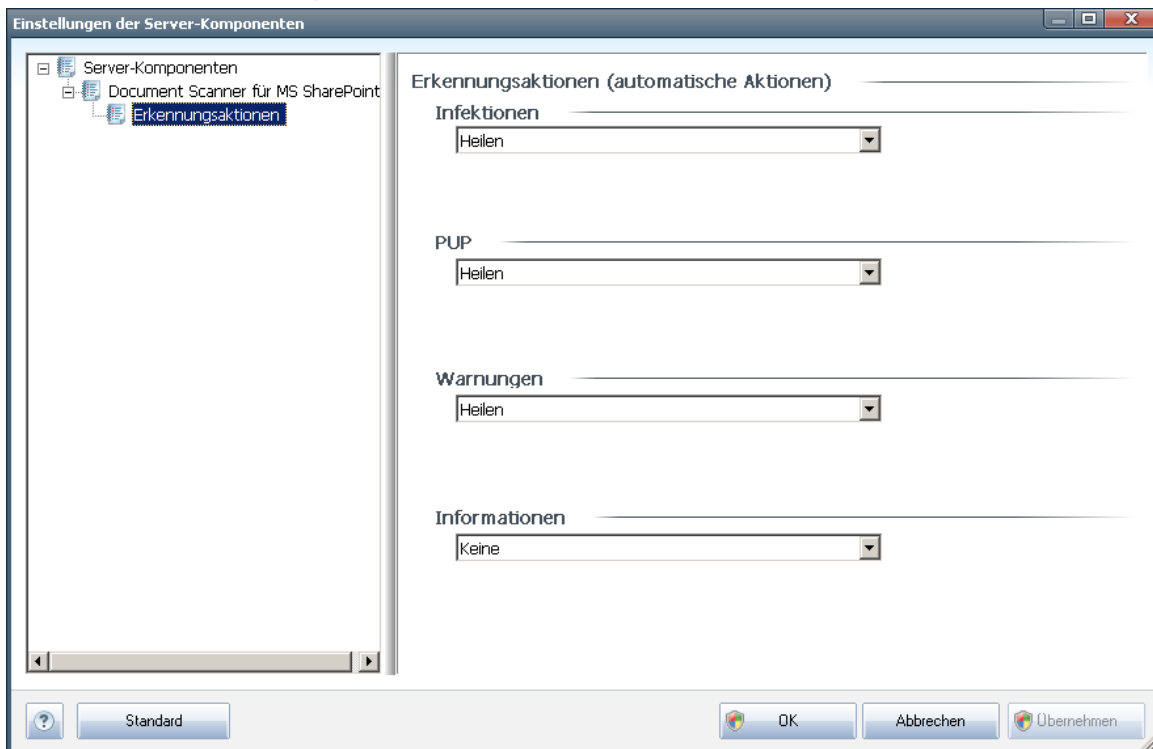 Einstellungen der Server-Komponenten
Server-Komponenten
Document Scanner für MS SharePoint
Erkennungsaktionen
Erkennungsaktionen (automatische Aktionen)
Infektionen
Heilen
PUP
Heilen
Warnungen
Heilen
Informationen
Keine
? Standard OK Abbrechen Übernehmen